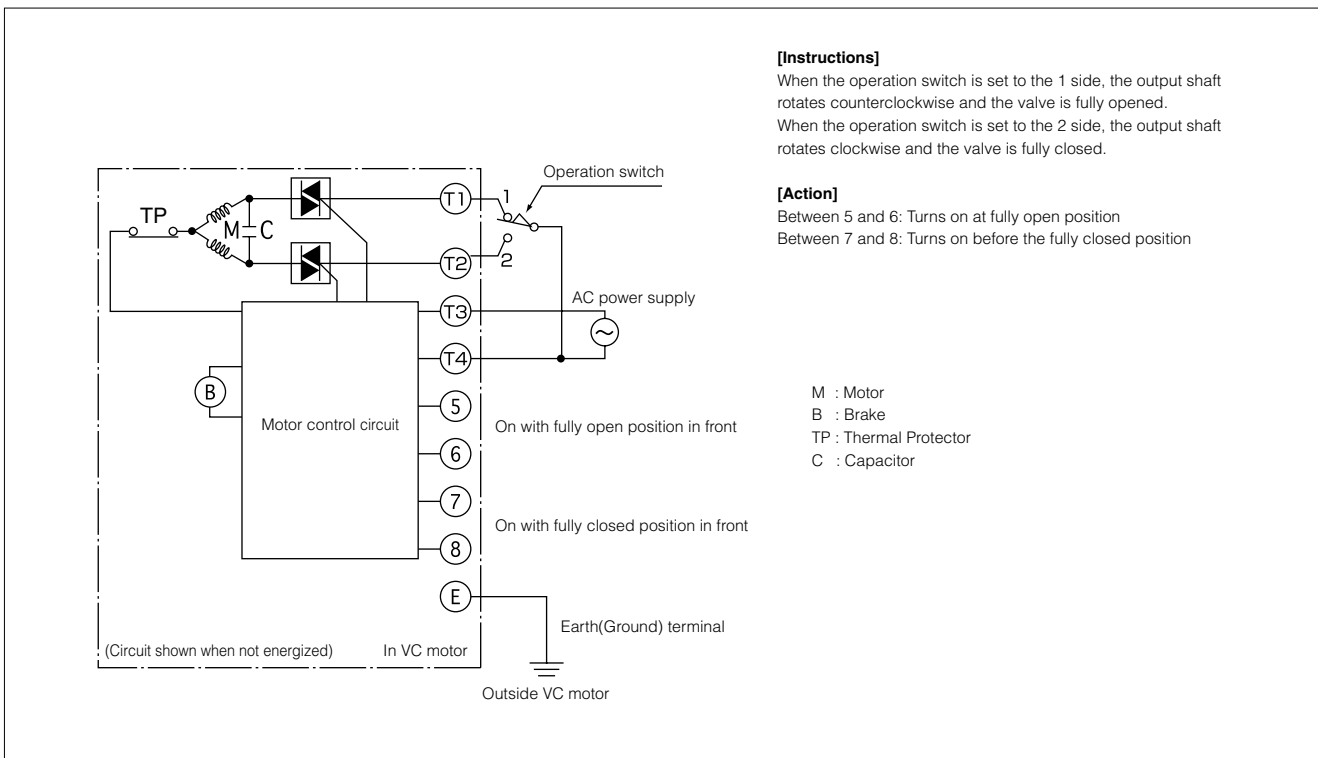 [Instructions]
When the operation switch is set to the 1 side, the output shaft
rotates counterclockwise and the valve is fully opened.
When the operation switch is set to the 2 side, the output shaft
rotates clockwise and the valve is fully closed.
[Action]
Between 5 and 6: Turns on at fully open position
Between 7 and 8: Turns on before the fully closed position
Operation switch
TP
M
C
T1
1
T2
2
T3
AC power supply
T4
B
Motor control circuit
5
On with fully open position in front
6
7
On with fully closed position in front
8
E
Earth(Ground) terminal
(Circuit shown when not energized)
In VC motor
Outside VC motor
M : Motor
B : Brake
TP : Thermal Protector
C : Capacitor